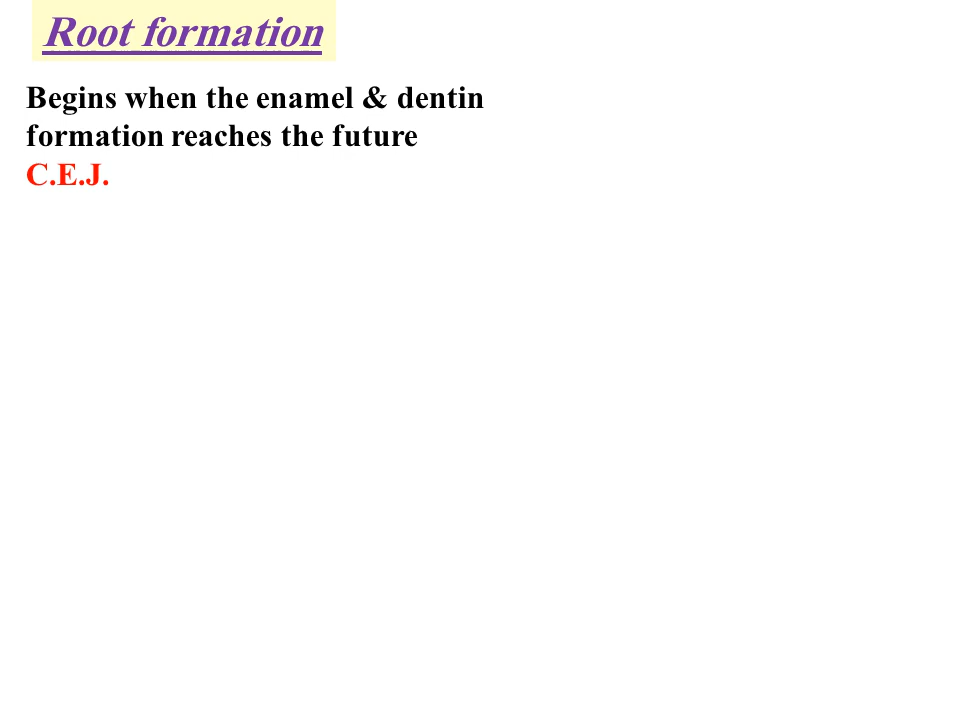 Root formation
Begins when the enamel & dentin
formation reaches the future
C.E.J.